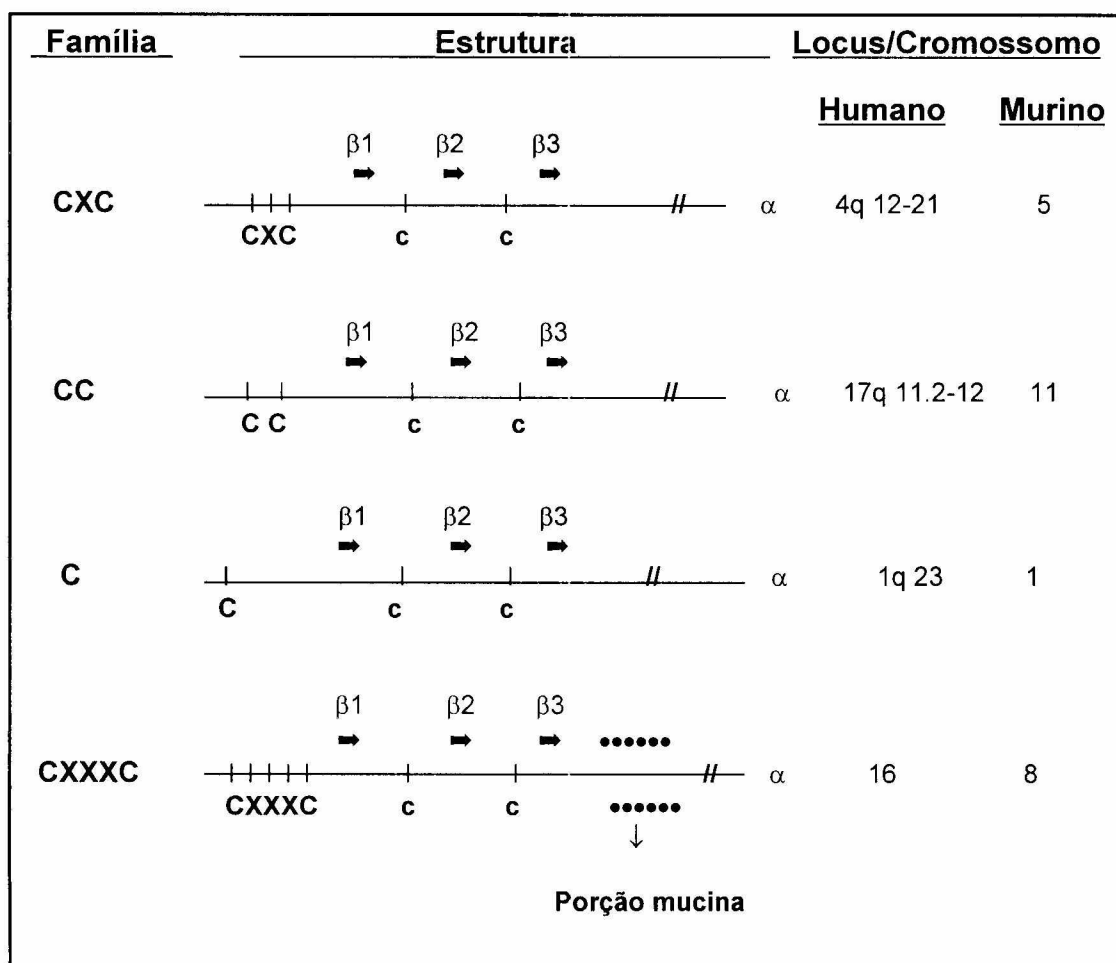 Família Estrutura Locus/Cromossomo
Humano Murino
β1 β2 β3
CXC α 4q 12-21 5
CXC c c
β1 β2 β3
CC α 17q 11.2-12 11
C C c c
β1 β2 β3
C α 1q 23 1
C c c
β1 β2 β3
CXXXC α 16 8
CXXXC c c
Porção mucina